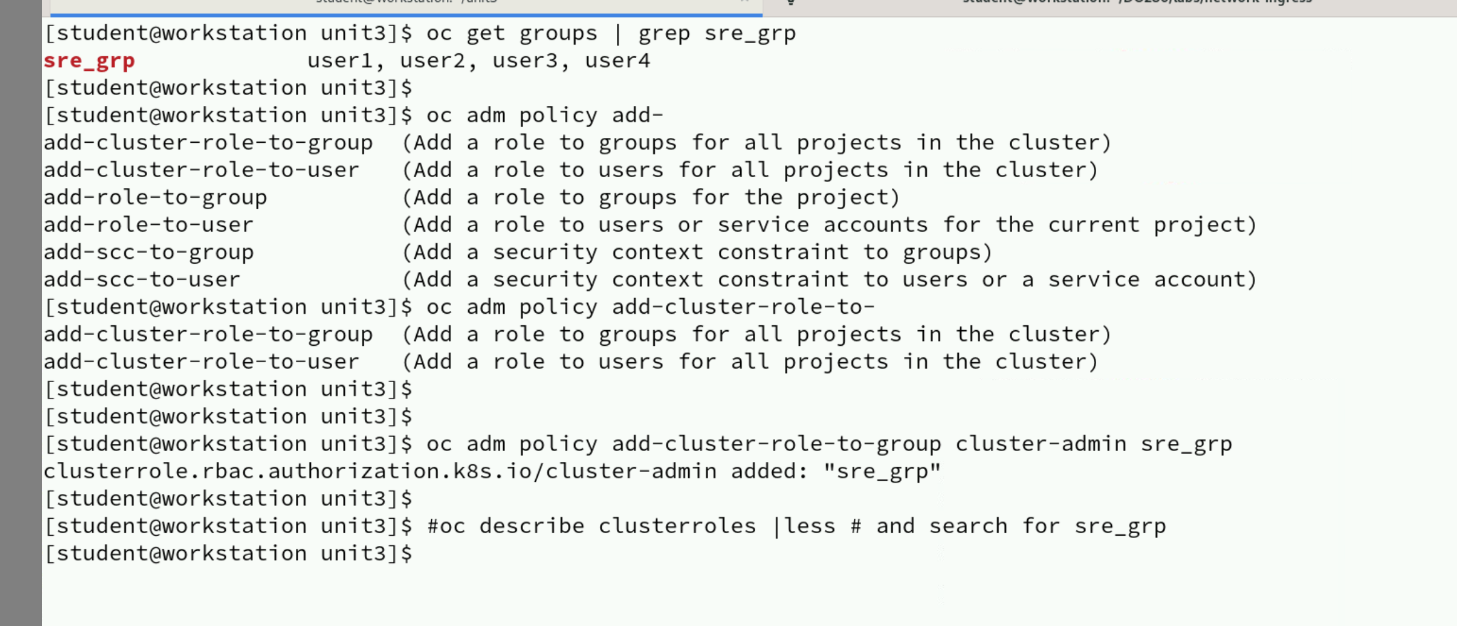 student@workstation: ~/unit3
student@workstation:~/DO280/labs/network-ingress
[student@workstation unit3]$ oc get groups | grep sre_grp
sre_grp             user1, user2, user3, user4
[student@workstation unit3]$
[student@workstation unit3]$ oc adm policy add-
add-cluster-role-to-group  (Add a role to groups for all projects in the cluster)
add-cluster-role-to-user   (Add a role to users for all projects in the cluster)
add-role-to-group          (Add a role to groups for the project)
add-role-to-user           (Add a role to users or service accounts for the current project)
add-scc-to-group           (Add a security context constraint to groups)
add-scc-to-user            (Add a security context constraint to users or a service account)
[student@workstation unit3]$ oc adm policy add-cluster-role-to-
add-cluster-role-to-group  (Add a role to groups for all projects in the cluster)
add-cluster-role-to-user   (Add a role to users for all projects in the cluster)
[student@workstation unit3]$
[student@workstation unit3]$
[student@workstation unit3]$ oc adm policy add-cluster-role-to-group cluster-admin sre_grp
clusterrole.rbac.authorization.k8s.io/cluster-admin added: "sre_grp"
[student@workstation unit3]$
[student@workstation unit3]$ #oc describe clusterroles |less # and search for sre_grp
[student@workstation unit3]$